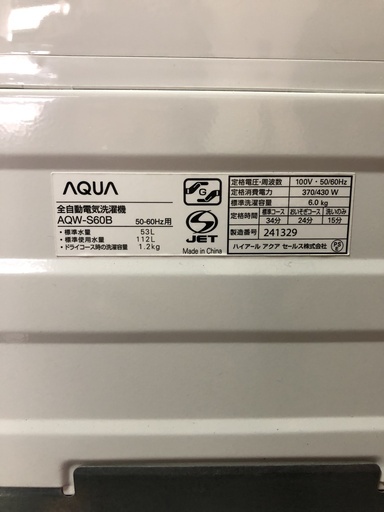 AQUA
全自動電気洗濯機
AQW-S60B 50-60Hz用
・標準水量 53L
・標準使用水量 112L
・ドライコース時の洗濯容量 1.2kg
G
S
JET
Made in China
定格電圧・周波数 100V・50/60Hz
定格消費電力 370/430 W
標準洗濯容量 6.0 kg
定格時間 標準コース おいそぎコース 洗いのみ
34分 24分 15分
製造番号 241329
ハイアール アクア セールス株式会社
PSE